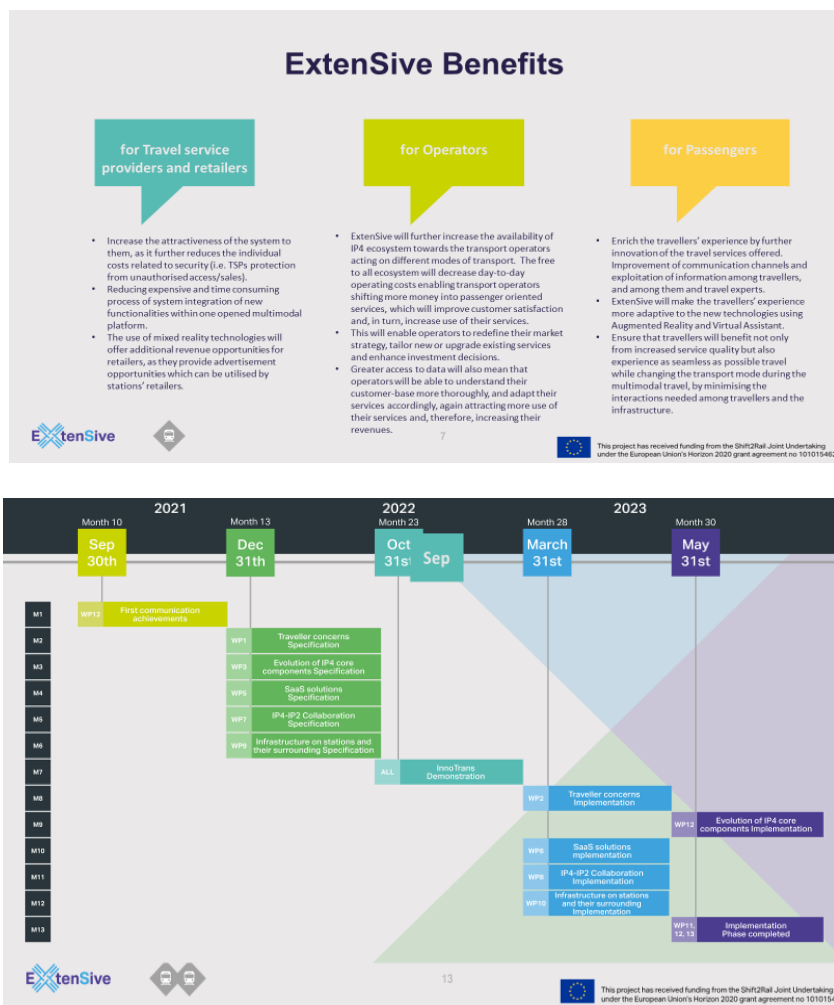 ExtenSive Benefits
for Travel service
providers and retailers
• Increase the attractiveness of the system to
them, as it further reduces the individual
costs related to security (i.e. TSPs protection
from unauthorised access/sales).
• Reducing expensive and time consuming
process of system integration of new
functionalities within one opened multimodal
platform.
• The use of mixed reality technologies will
offer additional revenue opportunities for
retailers, as they provide advertisement
opportunities which can be utilised by
stations' retailers.
for Operators
• ExtenSive will further increase the availability of
IP4 ecosystem towards the transport operators
acting on different modes of transport. The free
to all ecosystem will decrease day-to-day
operating costs enabling transport operators
shifting more money into passenger oriented
services, which will improve customer satisfaction
and, in turn, increase use of their services.
• This will enable operators to redefine their market
strategy, tailor new or upgrade existing services
and enhance investment decisions.
• Greater access to data will also mean that
operators will be able to understand their
customer-base more thoroughly, and adapt their
services accordingly, again attracting more use of
their services and, therefore, increasing their
revenues.
for Passengers
• Enrich the travellers' experience by further
innovation of the travel services offered.
Improvement of communication channels and
exploitation of information among travellers,
and among them and travel experts.
• ExtenSive will make the travellers' experience
more adaptive to the new technologies using
Augmented Reality and Virtual Assistant.
• Ensure that travellers will benefit not only
from increased service quality but also
experience as seamless as possible travel
while changing the transport mode during the
multimodal travel, by minimising the
interactions needed among travellers and the
infrastructure.
ExtenSive
7
This project has received funding from the Shift2Rail Joint Undertaking
under the European Union's Horizon 2020 grant agreement no 101015462
2021
2022
2023
Month 10
Month 13
Month 23
Month 28
Month 30
Sep
30th
Dec
31th
Oct
31st
Sep
March
31st
May
31st
M1
WP12
First communication
achievements
M2
WP1
Traveller concerns
Specification
M3
WP3
Evolution of IP4 core
components Specification
M4
WP5
SaaS solutions
Specification
M5
WP7
IP4-IP2 Collaboration
Specification
M6
WP9
Infrastructure on stations and
their surrounding Specification
M7
ALL
InnoTrans
Demonstration
M8
WP2
Traveller concerns
Implementation
M9
WP12
Evolution of IP4 core
components Implementation
M10
WP6
SaaS solutions
mplementation
M11
WP8
IP4-IP2 Collaboration
Implementation
M12
WP10
Infrastructure on stations
and their surrounding
Implementation
M13
WP11,
12, 13
Implementation
Phase completed
ExtenSive
13
This project has received funding from the Shift2Rail Joint Undertaking
under the European Union's Horizon 2020 grant agreement no 1010154